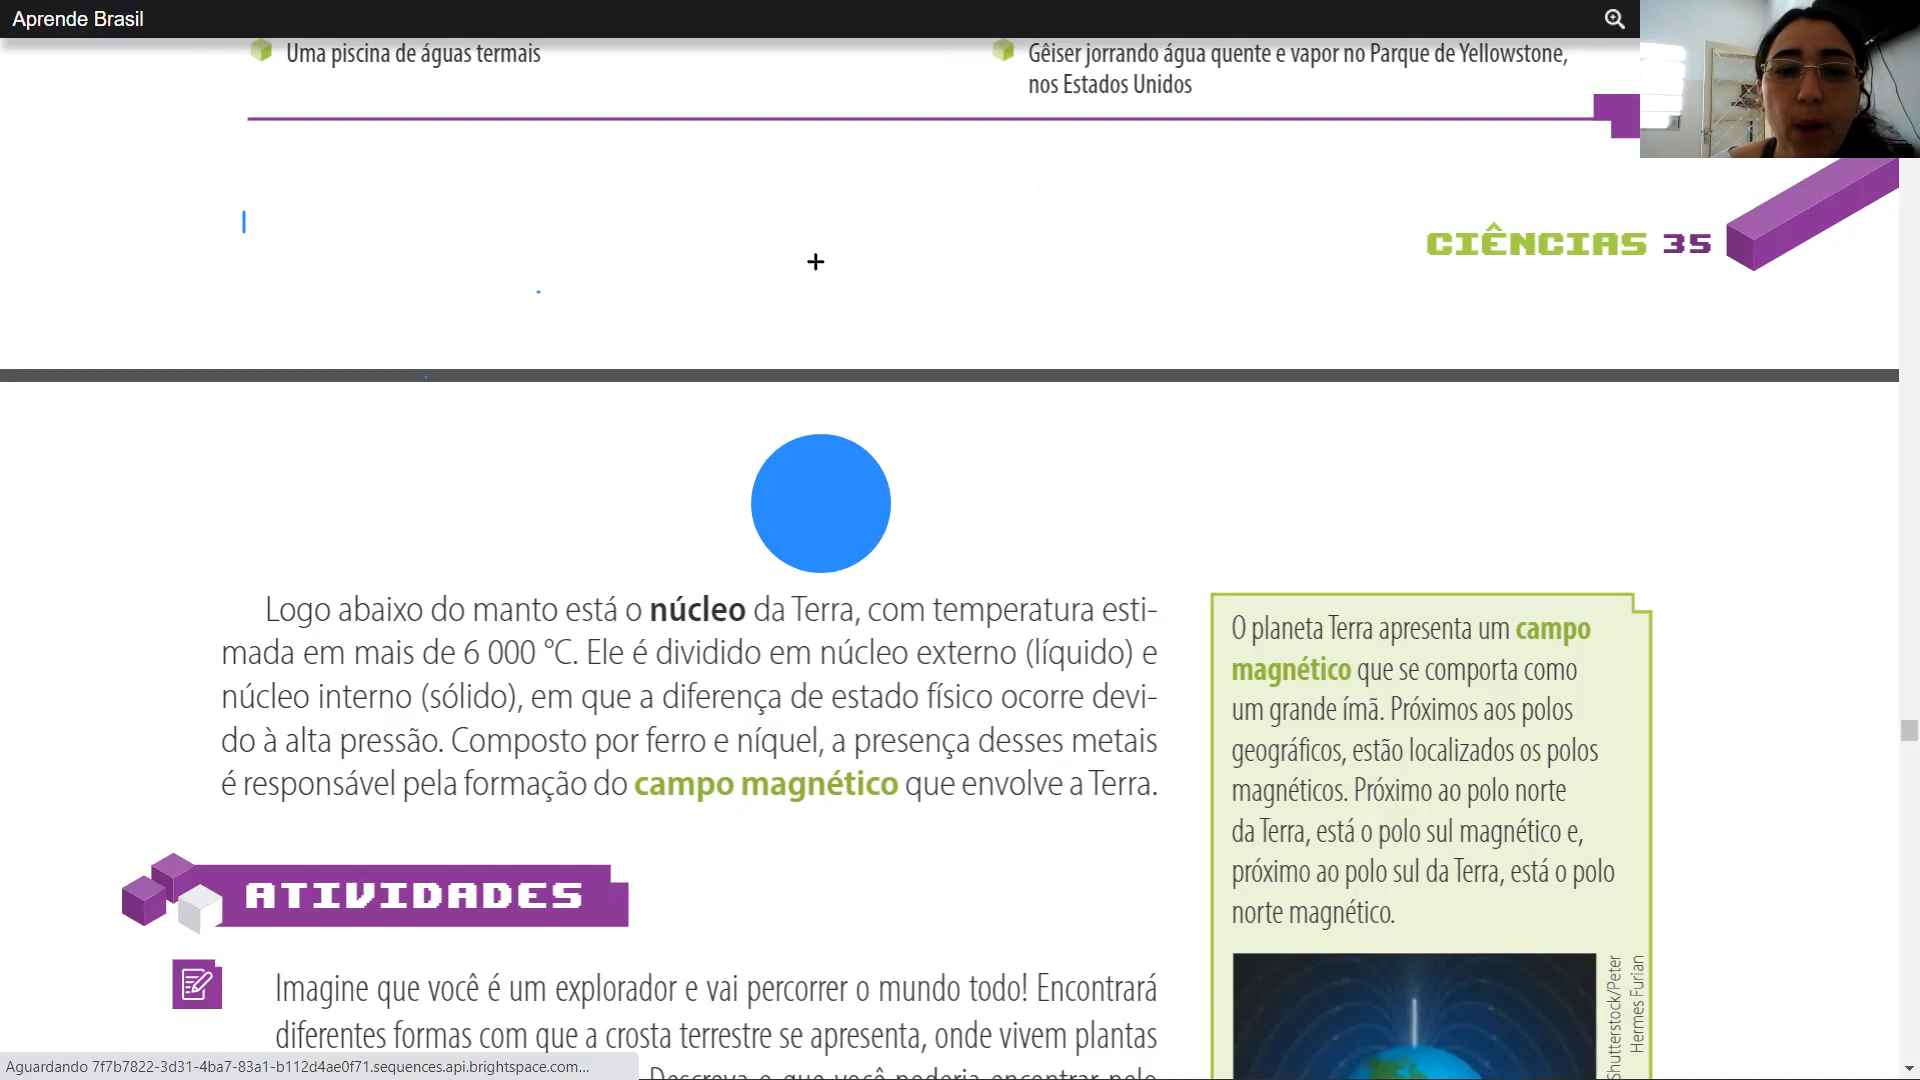 Aprende Brasil
Uma piscina de águas termais
Gêiser jorrando água quente e vapor no Parque de Yellowstone,
nos Estados Unidos
CIÊNCIAS 35
Logo abaixo do manto está o núcleo da Terra, com temperatura esti-
mada em mais de 6 000 °C. Ele é dividido em núcleo externo (líquido) e
núcleo interno (sólido), em que a diferença de estado físico ocorre devi-
do à alta pressão. Composto por ferro e níquel, a presença desses metais
é responsável pela formação do campo magnético que envolve a Terra.
O planeta Terra apresenta um campo
magnético que se comporta como
um grande ímã. Próximos aos polos
geográficos, estão localizados os polos
magnéticos. Próximo ao polo norte
da Terra, está o polo sul magnético e,
próximo ao polo sul da Terra, está o polo
norte magnético.
Shutterstock/Peter
Hermes Furian
ATIVIDADES
Imagine que você é um explorador e vai percorrer o mundo todo! Encontrará
diferentes formas com que a crosta terrestre se apresenta, onde vivem plantas
Descreva o que você poderia encontrar pelo
Aguardando 7f7b7822-3d31-4ba7-83a1-b112d4ae0f71.sequences.api.brightspace.com...